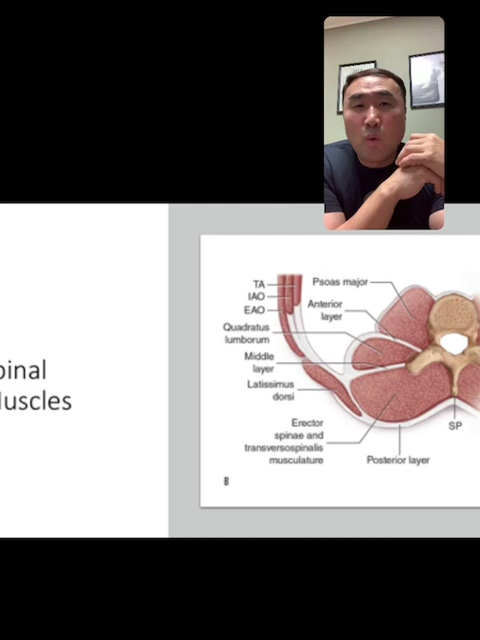 pinal
Muscles
TA
IAO
EAO
Quadratus
lumborum
Middle
layer
Latissimus
dorsi
Erector
spinae and
transversospinalis
musculature
Psoas major
Anterior
layer
SP
Posterior layer
B